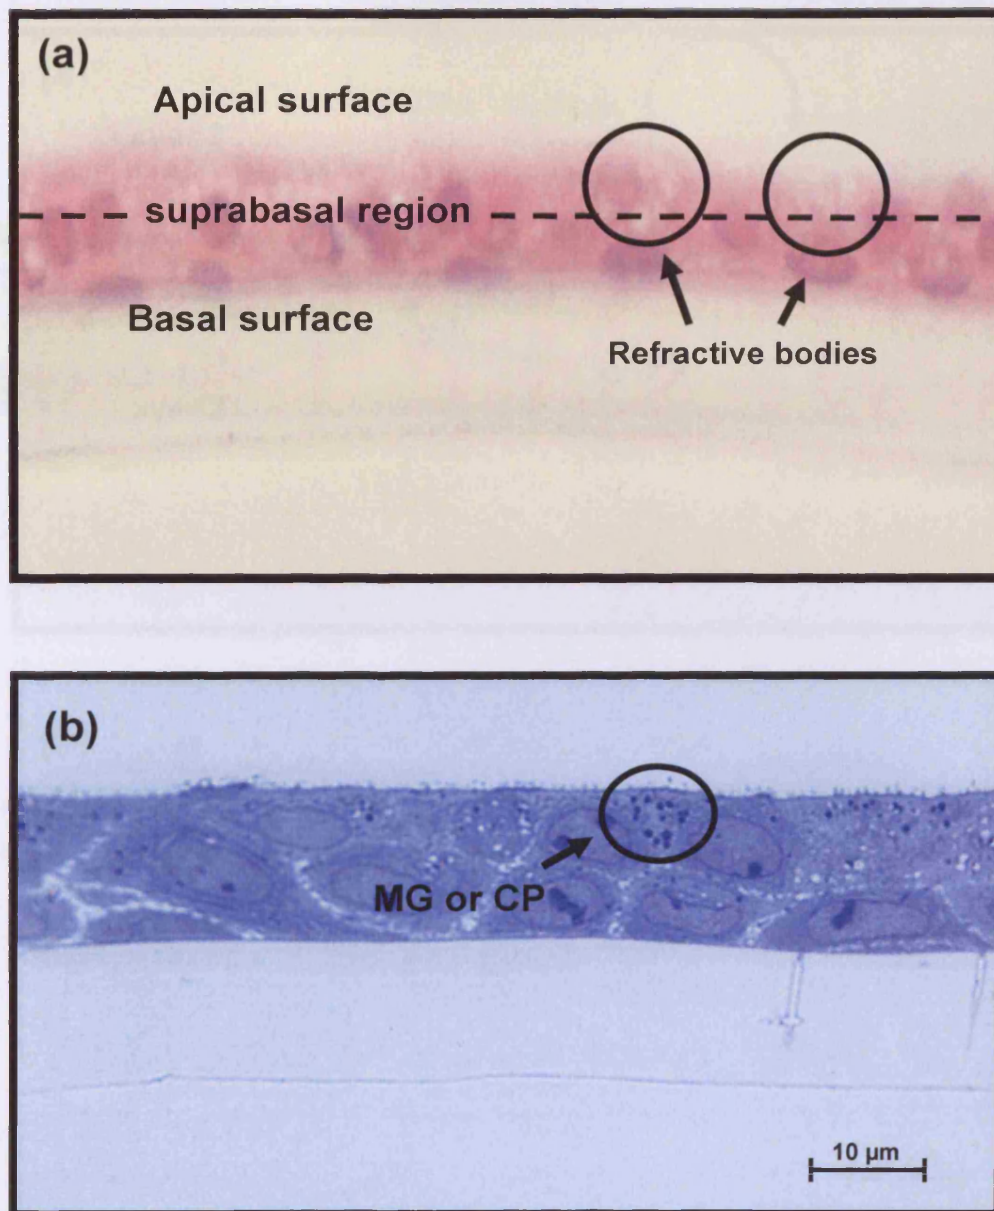 (a)
Apical surface
suprabasal region
Basal surface
Refractive bodies
(b)
MG or CP
10 µm